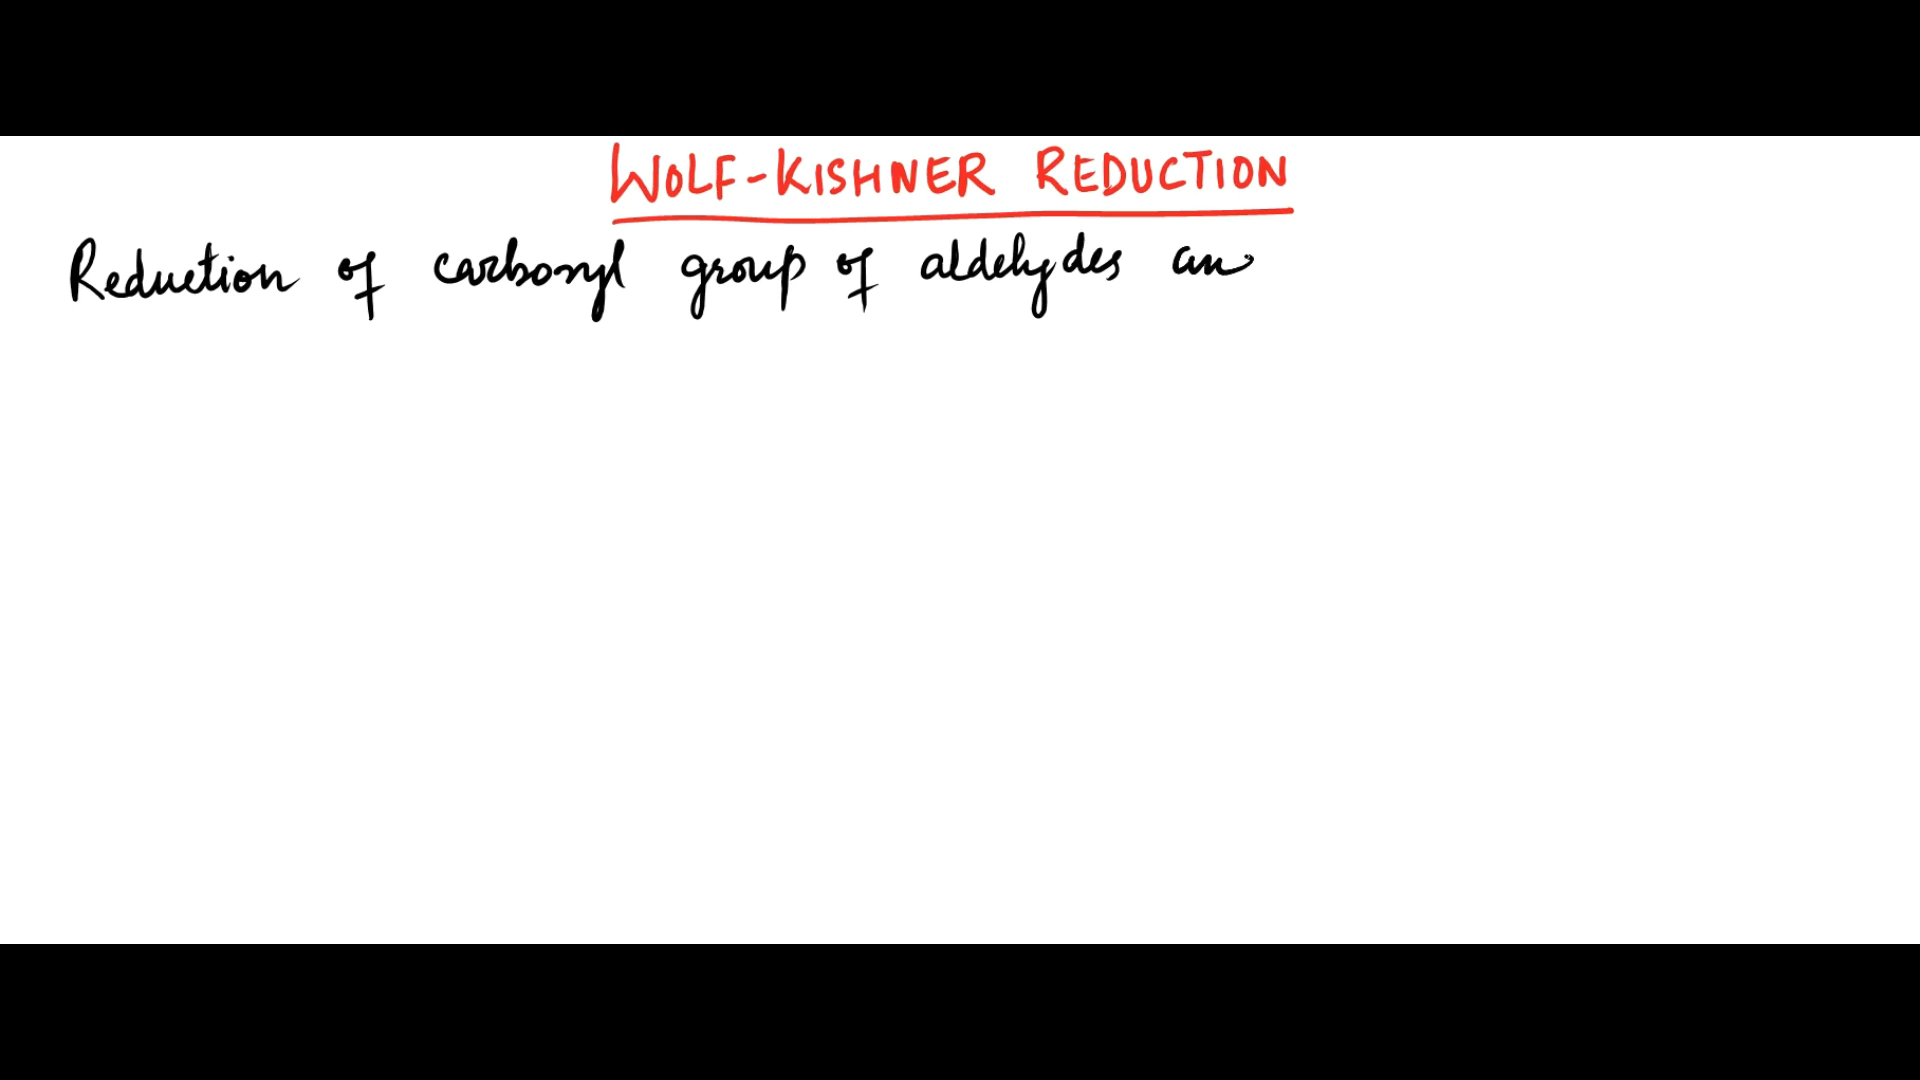 WOLF-KISHNER REDUCTION
Reduction of carbonyl group of aldehydes an